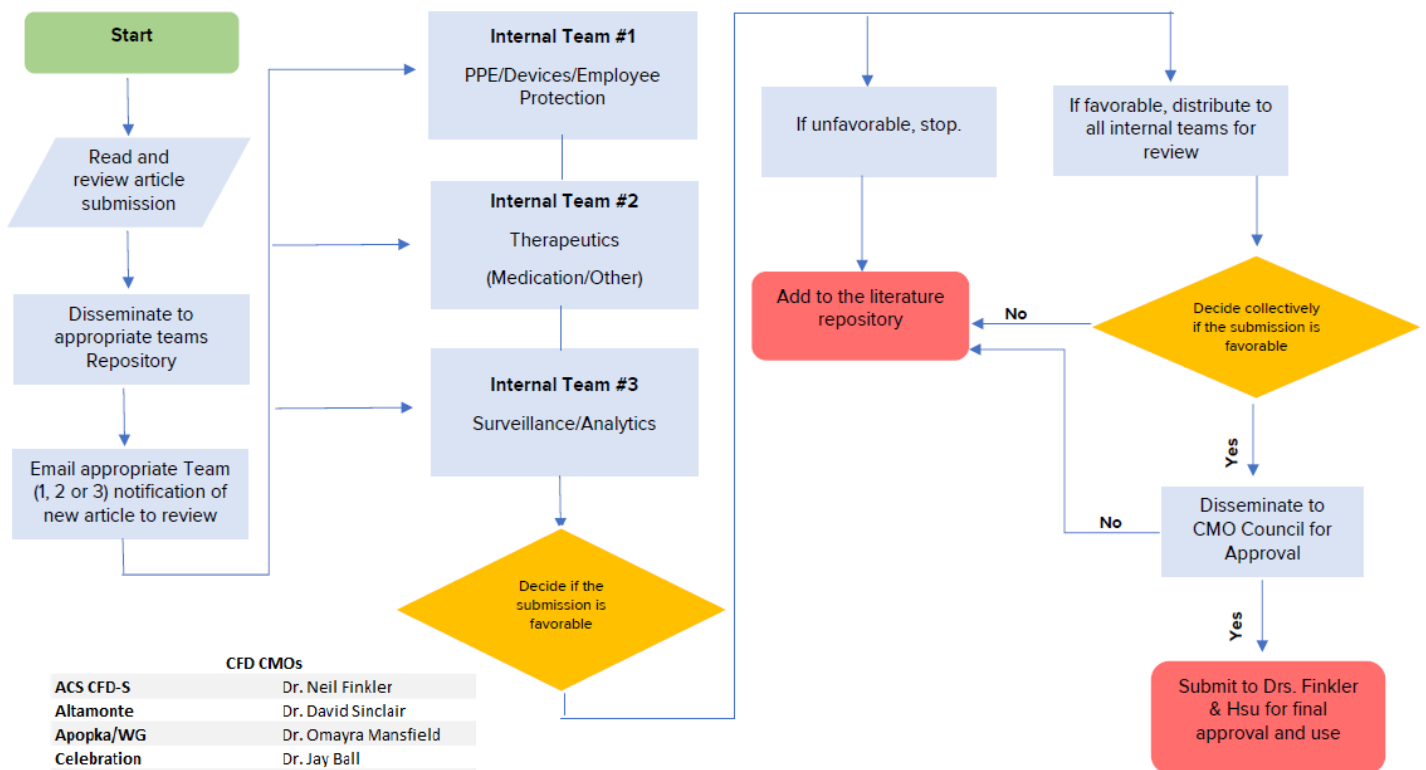 Start
Read and
review article
submission
Disseminate to
appropriate teams
Repository
Email appropriate Team
(1, 2 or 3) notification of
new article to review
Internal Team #1
PPE/Devices/Employee
Protection
Internal Team #2
Therapeutics
(Medication/Other)
Internal Team #3
Surveillance/Analytics
Decide if the
submission is
favorable
If unfavorable, stop.
If favorable, distribute to
all internal teams for
review
Add to the literature
repository
No
Decide collectively
if the submission is
favorable
Yes
No
Disseminate to
CMO Council for
Approval
Yes
Submit to Drs. Finkler
& Hsu for final
approval and use
CFD CMOs
ACS CFD-S Dr. Neil Finkler
Altamonte Dr. David Sinclair
Apopka/WG Dr. Omayra Mansfield
Celebration Dr. Jay Ball